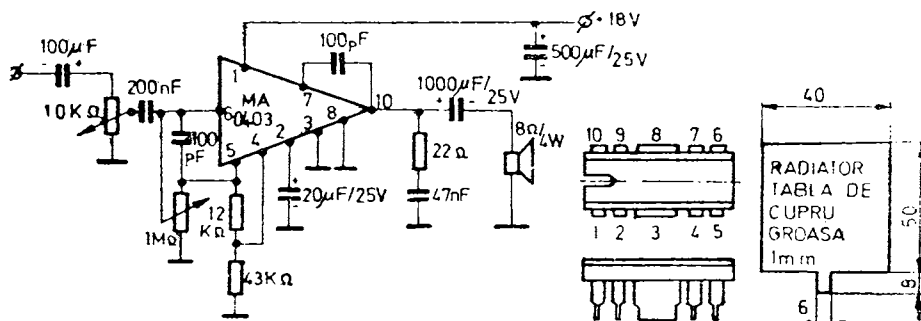 100µF
+
10KΩ
200nF
100
pF
1MΩ
12
KΩ
43KΩ
MA
0403
1
6
5
4
2
3
8
7
10
100pF
+
20µF/25V
-
+18V
+
500µF/25V
-
1000µF/
+
-25V
22Ω
47nF
8Ω/
4W
10 9 8 7 6
1 2 3 4 5
40
RADIATOR
TABLA DE
CUPRU
GROASA
1mm
50
6